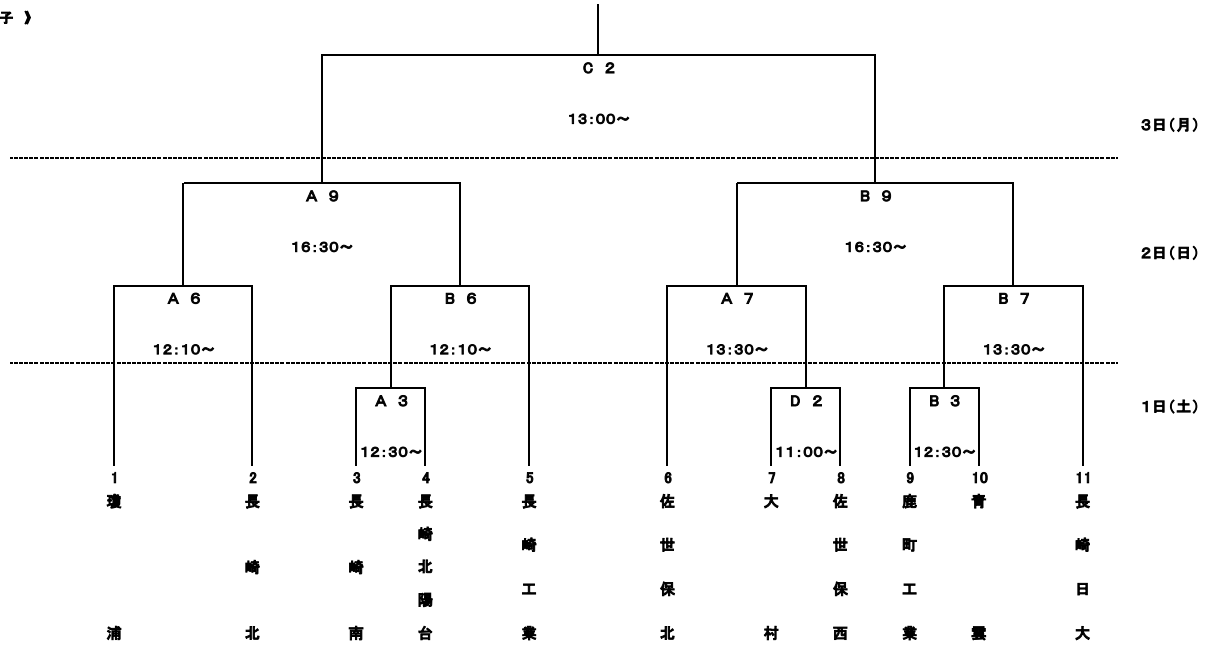 子 》
C 2
13:00～
3日(月)
A 9
B 9
16:30～
16:30～
2日(日)
A 6
B 6
A 7
B 7
12:10～
12:10～
13:30～
13:30～
A 3
D 2
B 3
1日(土)
12:30～
11:00～
12:30～
1 2 3 4 5 6 7 8 9 10 11
瓊浦
長崎北
長崎南
長崎北陽台
長崎工業
佐世保北
大村
佐世保西
鹿町工業
青雲
長崎日大